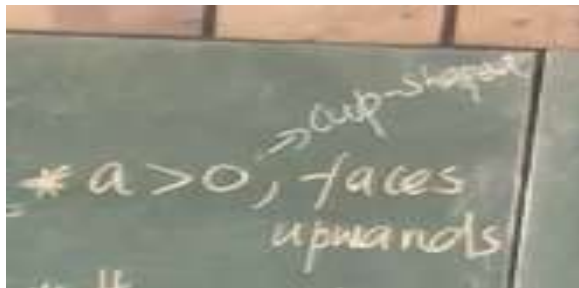 → cup-shaped
* a > 0, faces
upwards